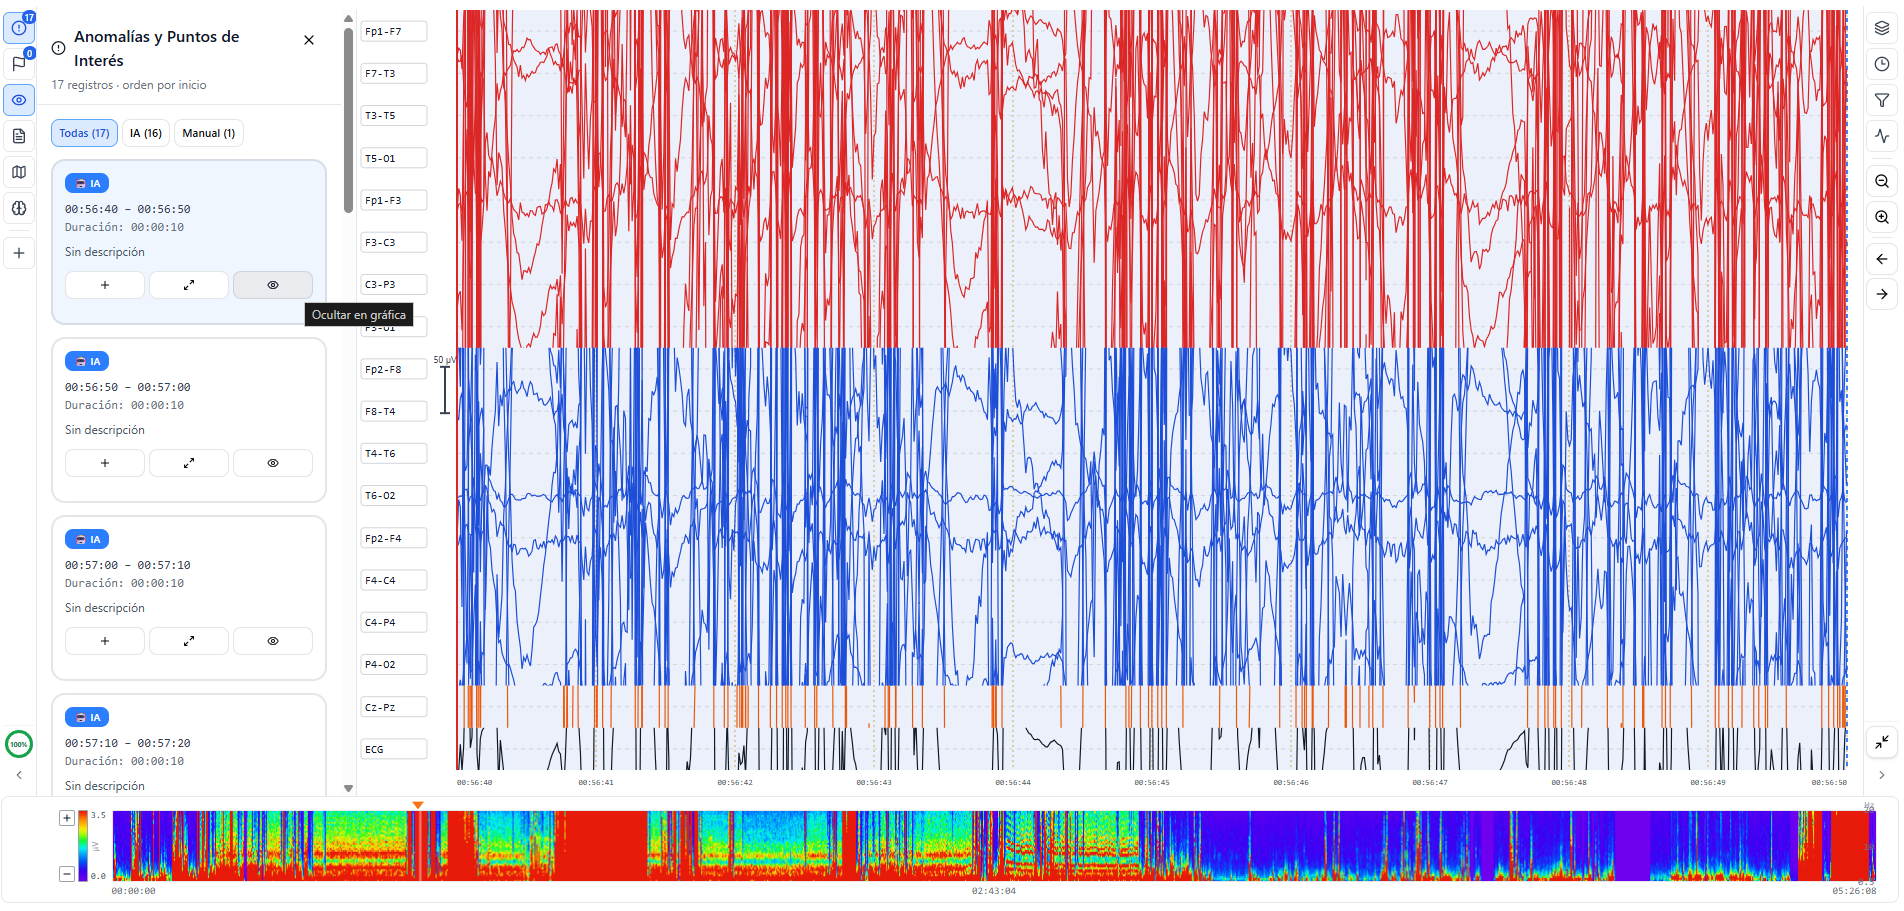 17
0
Anomalías y Puntos de
Interés
17 registros · orden por inicio
Todas (17)
IA (16)
Manual (1)
IA
00:56:40 – 00:56:50
Duración: 00:00:10
Sin descripción
Ocultar en gráfica
IA
00:56:50 – 00:57:00
Duración: 00:00:10
Sin descripción
IA
00:57:00 – 00:57:10
Duración: 00:00:10
Sin descripción
IA
00:57:10 – 00:57:20
Duración: 00:00:10
Sin descripción
100%
Fp1-F7
F7-T3
T3-T5
T5-O1
Fp1-F3
F3-C3
C3-P3
P3-O1
50 µV
Fp2-F8
F8-T4
T4-T6
T6-O2
Fp2-F4
F4-C4
C4-P4
P4-O2
Cz-Pz
ECG
00:56:40 00:56:41 00:56:42 00:56:43 00:56:44 00:56:45 00:56:46 00:56:47 00:56:48 00:56:49 00:56:50
3.5
µV
0.0
Hz
00:00:00 02:43:04 05:26:08